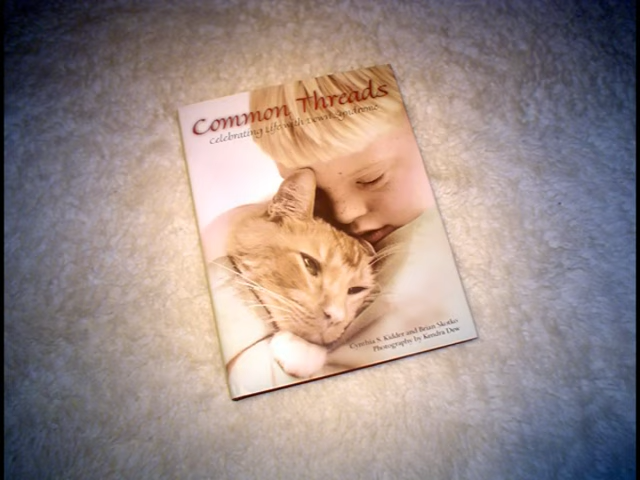 Common Threads
Celebrating Life with Down Syndrome
Cynthia S. Kidder and Brian Skotko
Photography by Kendra Dew